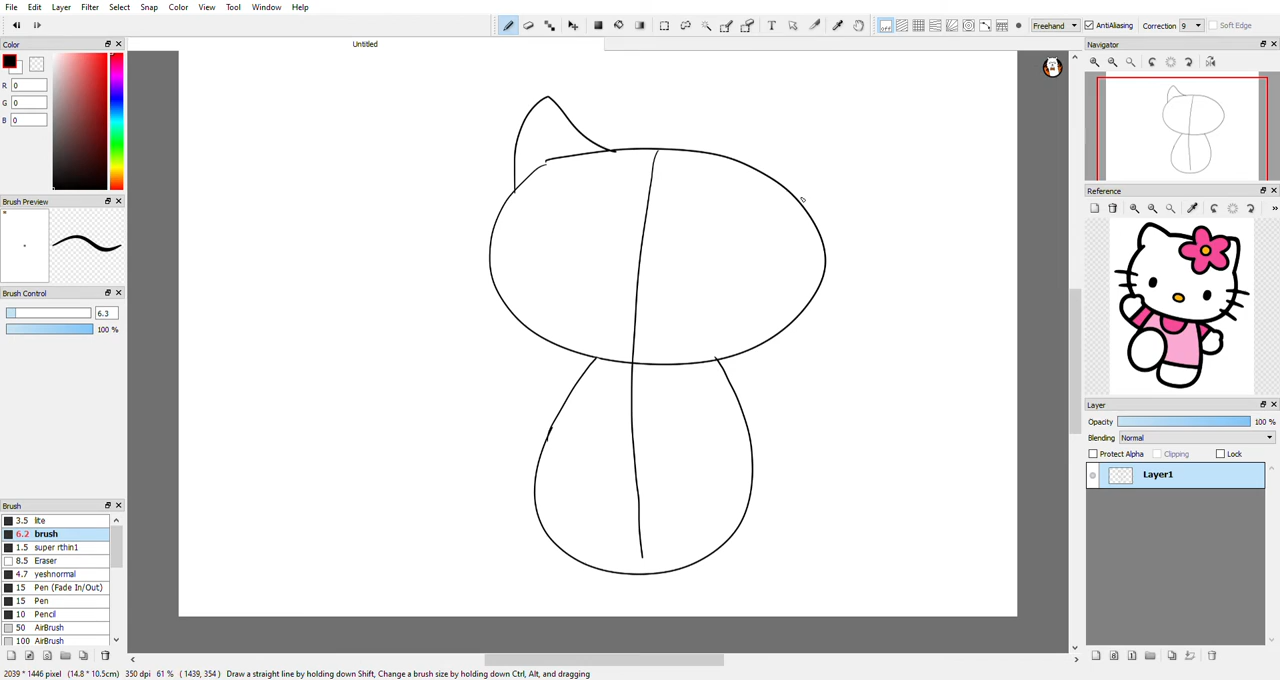 File Edit Layer Filter Select Snap Color View Tool Window Help
off Freehand AntiAliasing Correction 9 Soft Edge
Color
Untitled
Navigator
R 0
G 0
B 0
Reference
Brush Preview
Brush Control
6.3
100 %
Layer
Opacity 100 %
Blending Normal
Protect Alpha Clipping Lock
Layer1
Brush
3.5 lite
6.2 brush
1.5 super rthin1
8.5 Eraser
4.7 yeshnormal
15 Pen (Fade In/Out)
15 Pen
10 Pencil
50 AirBrush
100 AirBrush
2039 * 1446 pixel (14.8 * 10.5cm) 350 dpi 61 % ( 1439, 354 ) Draw a straight line by holding down Shift, Change a brush size by holding down Ctrl, Alt, and dragging